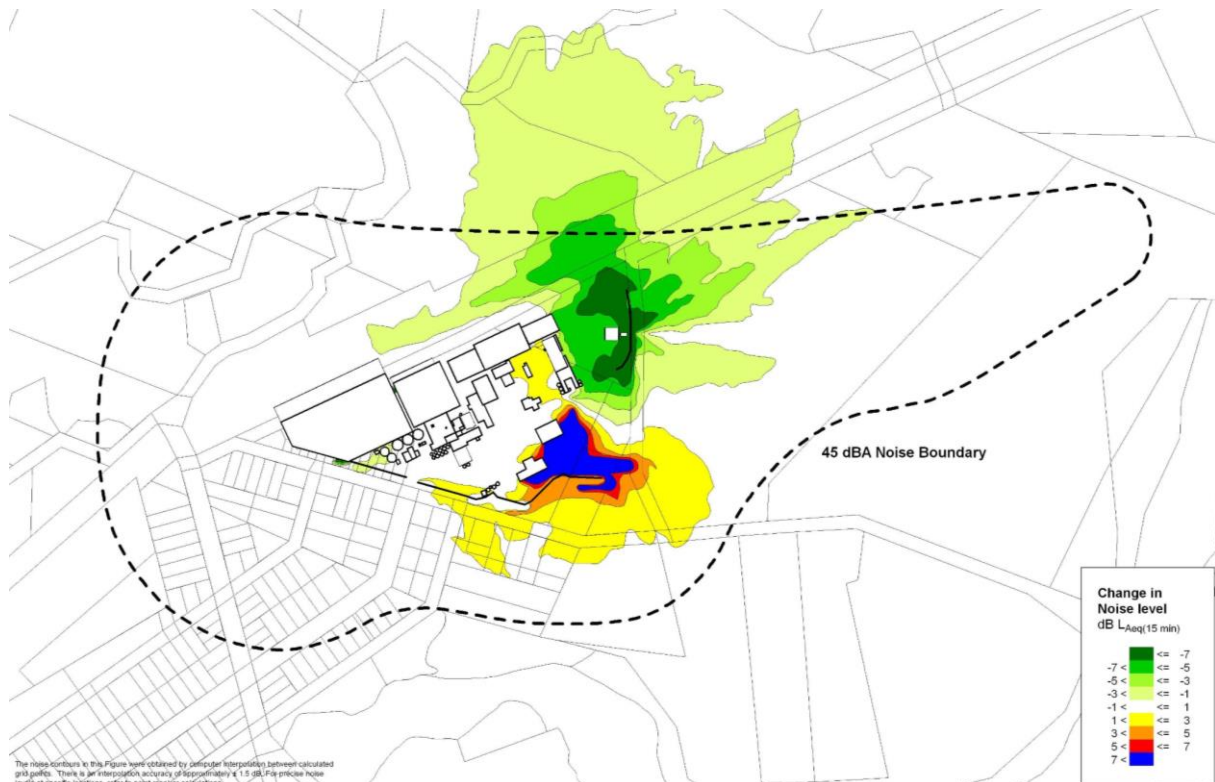 45 dBA Noise Boundary
Change in
Noise level
dB LAeq(15 min)
<= -7
-7 < <= -5
-5 < <= -3
-3 < <= -1
-1 < <= 1
1 < <= 3
3 < <= 5
5 < <= 7
7 <
The noise contours in this Figure were obtained by computer interpolation between calculated
grid points. There is an interpolation accuracy of approximately ± 1.5 dB. For precise noise